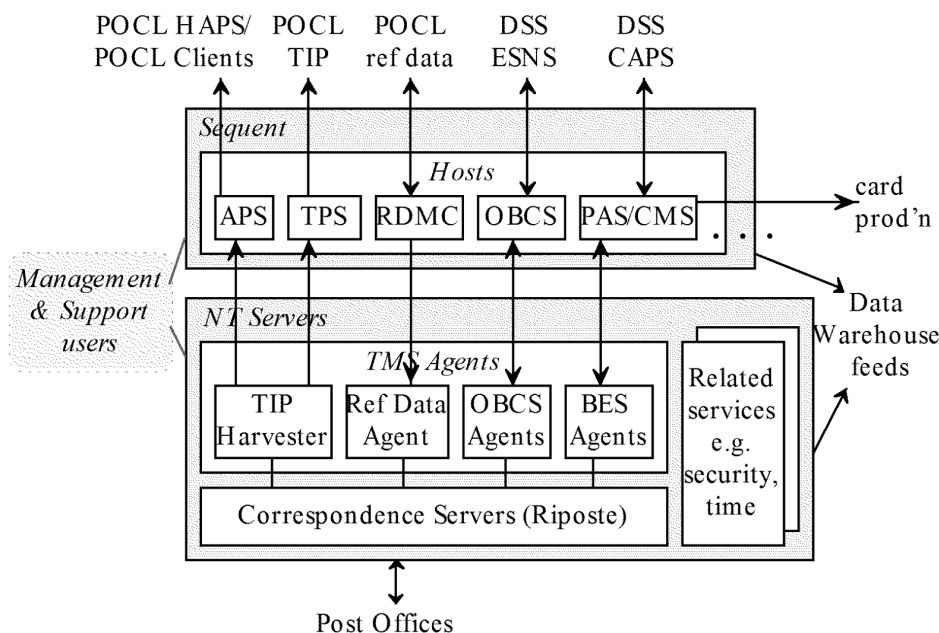 POCL HAPS/
POCL Clients
POCL
TIP
POCL
ref data
DSS
ESNS
DSS
CAPS
Sequent
Hosts
APS
TPS
RDMC
OBCS
PAS/CMS
. . .
card
prod'n
Management
& Support
users
NT Servers
Data
Warehouse
feeds
TMS Agents
TIP
Harvester
Ref Data
Agent
OBCS
Agents
BES
Agents
Related
services
e.g.
security,
time
Correspondence Servers (Riposte)
Post Offices